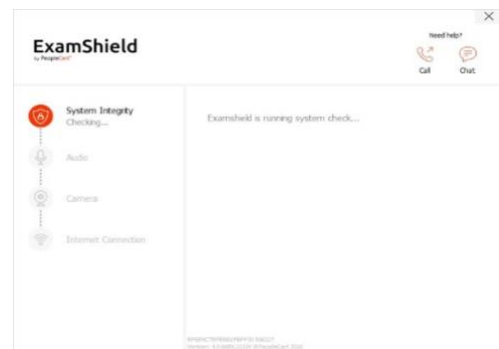 Need help?
ExamShield
by PeopleCert
Call
Chat
System Integrity
Checking...
Examshield is running system check...
Audio
Camera
Internet Connection